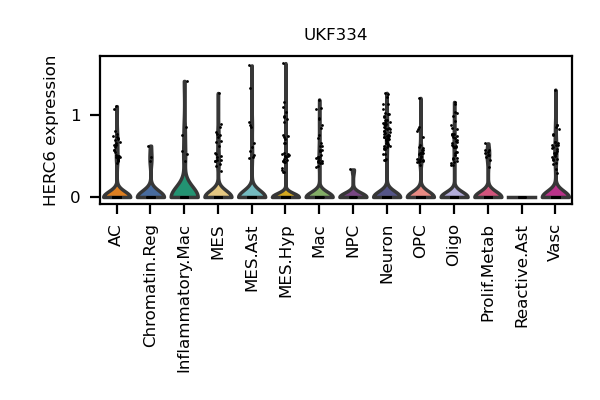 UKF334
HERC6 expression
1
0
AC
Chromatin.Reg
Inflammatory.Mac
MES
MES.Ast
MES.Hyp
Mac
NPC
Neuron
OPC
Oligo
Prolif.Metab
Reactive.Ast
Vasc